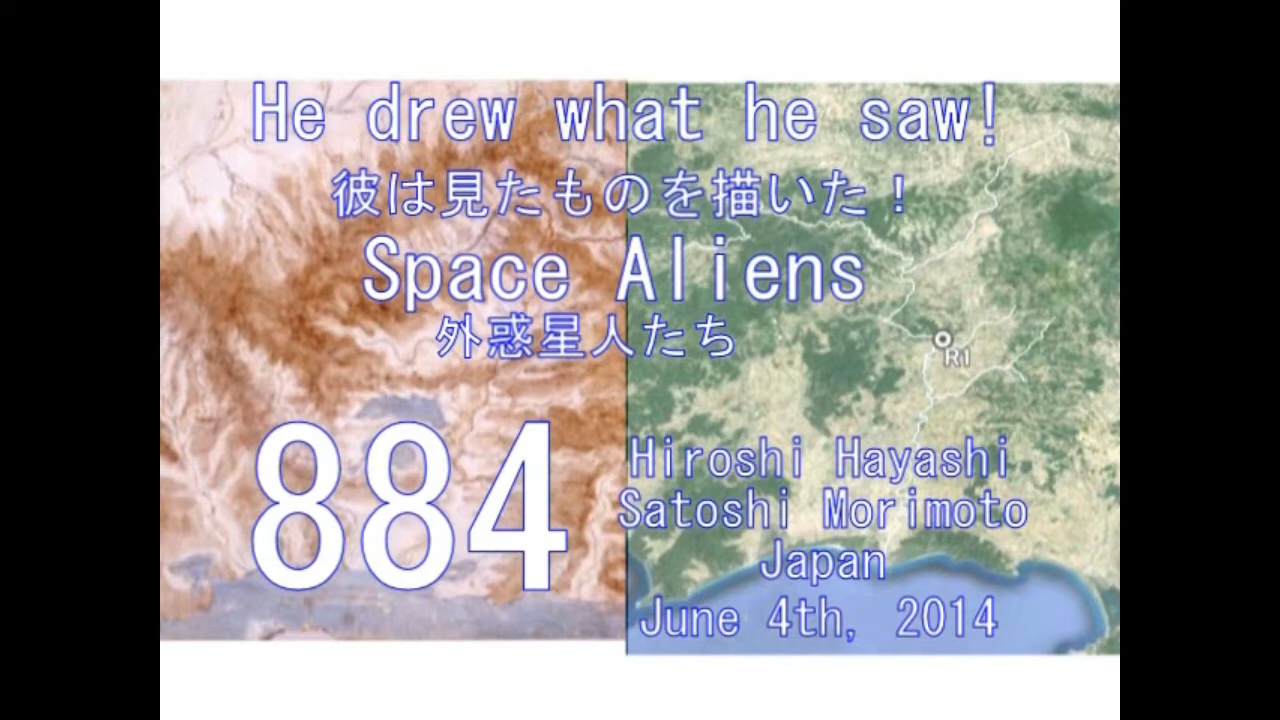 He drew what he saw!
彼は見たものを描いた！
Space Aliens
外惑星人たち
884
R1
Hiroshi Hayashi
Satoshi Morimoto
Japan
June 4th, 2014